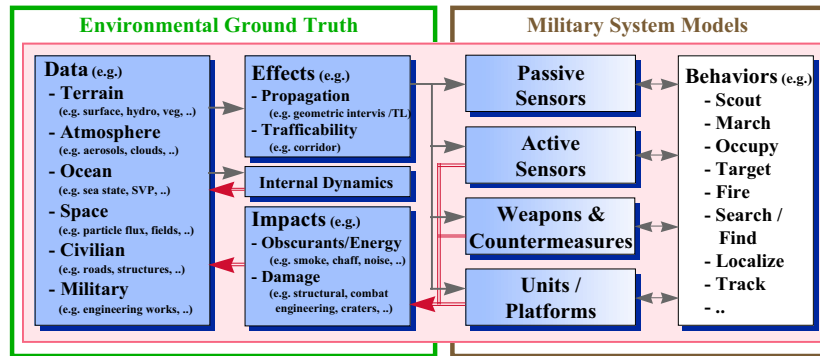 Environmental Ground Truth
Military System Models
Data (e.g.)
- Terrain
(e.g. surface, hydro, veg, ..)
- Atmosphere
(e.g. aerosols, clouds, ..)
- Ocean
(e.g. sea state, SVP, ..)
- Space
(e.g. particle flux, fields, ..)
- Civilian
(e.g. roads, structures, ..)
- Military
(e.g. engineering works, ..)
Effects (e.g.)
- Propagation
(e.g. geometric intervis /TL)
- Trafficability
(e.g. corridor)
Internal Dynamics
Impacts (e.g.)
- Obscurants/Energy
(e.g. smoke, chaff, noise, ..)
- Damage
(e.g. structural, combat
engineering, craters, ..)
Passive
Sensors
Active
Sensors
Weapons &
Countermeasures
Units /
Platforms
Behaviors (e.g.)
- Scout
- March
- Occupy
- Target
- Fire
- Search /
Find
- Localize
- Track
- ..